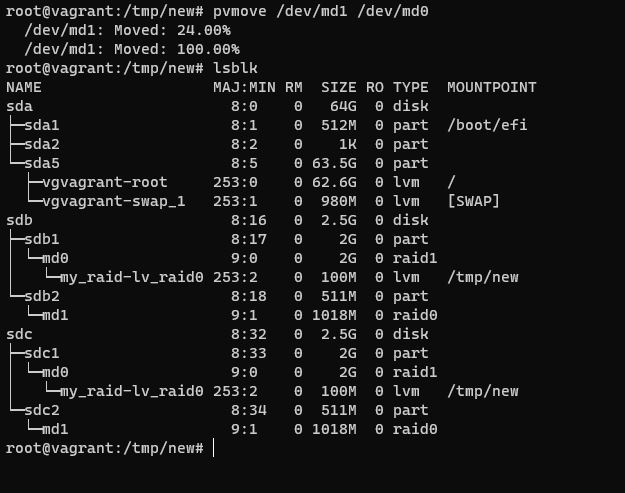 root@vagrant:/tmp/new# pvmove /dev/md1 /dev/md0
  /dev/md1: Moved: 24.00%
  /dev/md1: Moved: 100.00%
root@vagrant:/tmp/new# lsblk
NAME                   MAJ:MIN RM  SIZE RO TYPE  MOUNTPOINT
sda                      8:0    0   64G  0 disk
├─sda1                   8:1    0  512M  0 part  /boot/efi
├─sda2                   8:2    0    1K  0 part
└─sda5                   8:5    0 63.5G  0 part
  ├─vgvagrant-root     253:0    0 62.6G  0 lvm   /
  └─vgvagrant-swap_1   253:1    0  980M  0 lvm   [SWAP]
sdb                      8:16   0  2.5G  0 disk
├─sdb1                   8:17   0    2G  0 part
│ └─md0                  9:0    0    2G  0 raid1
│   └─my_raid-lv_raid0 253:2    0  100M  0 lvm   /tmp/new
└─sdb2                   8:18   0  511M  0 part
  └─md1                  9:1    0 1018M  0 raid0
sdc                      8:32   0  2.5G  0 disk
├─sdc1                   8:33   0    2G  0 part
│ └─md0                  9:0    0    2G  0 raid1
│   └─my_raid-lv_raid0 253:2    0  100M  0 lvm   /tmp/new
└─sdc2                   8:34   0  511M  0 part
  └─md1                  9:1    0 1018M  0 raid0
root@vagrant:/tmp/new#